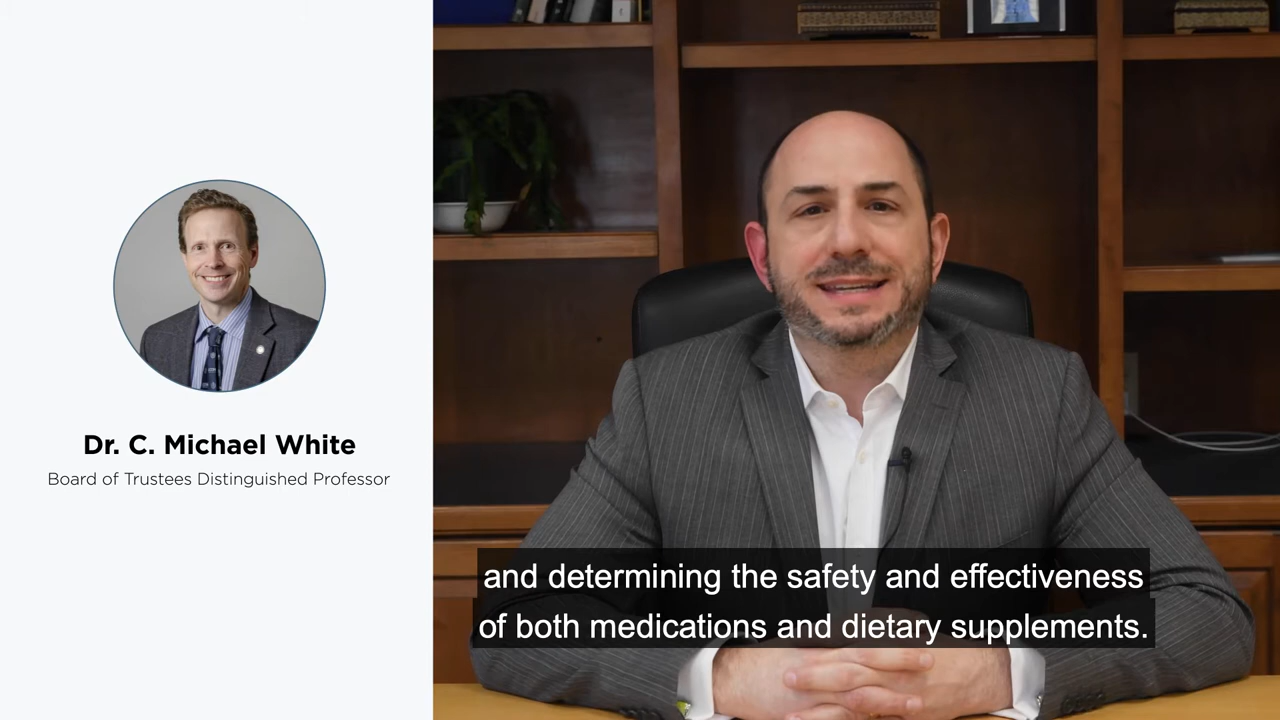 Dr. C. Michael White
Board of Trustees Distinguished Professor
and determining the safety and effectiveness
of both medications and dietary supplements.